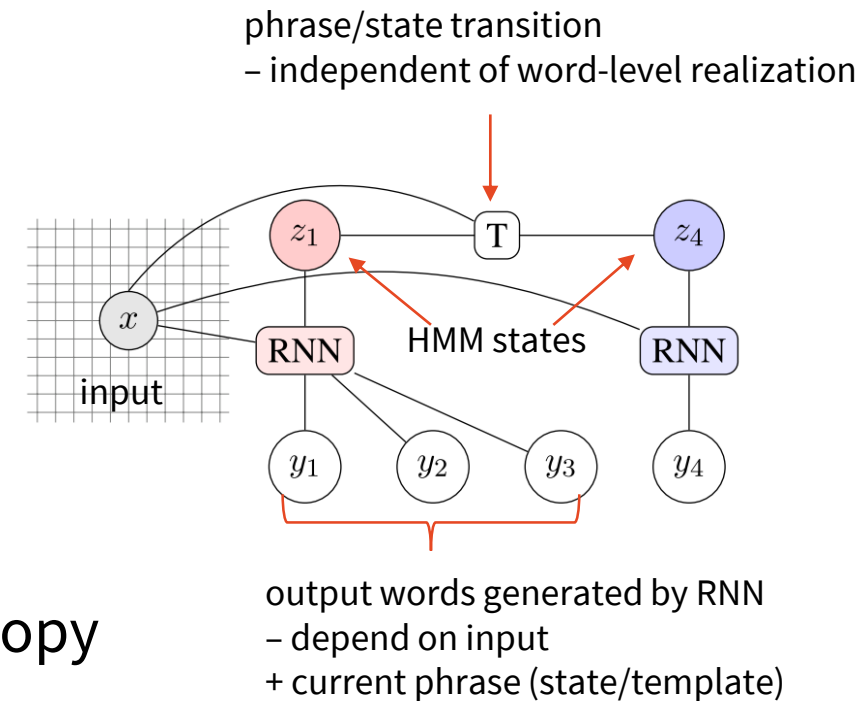 phrase/state transition
– independent of word-level realization
z1
T
z4
x
input
RNN
HMM states
RNN
y1
y2
y3
y4
output words generated by RNN
– depend on input
+ current phrase (state/template)
opy